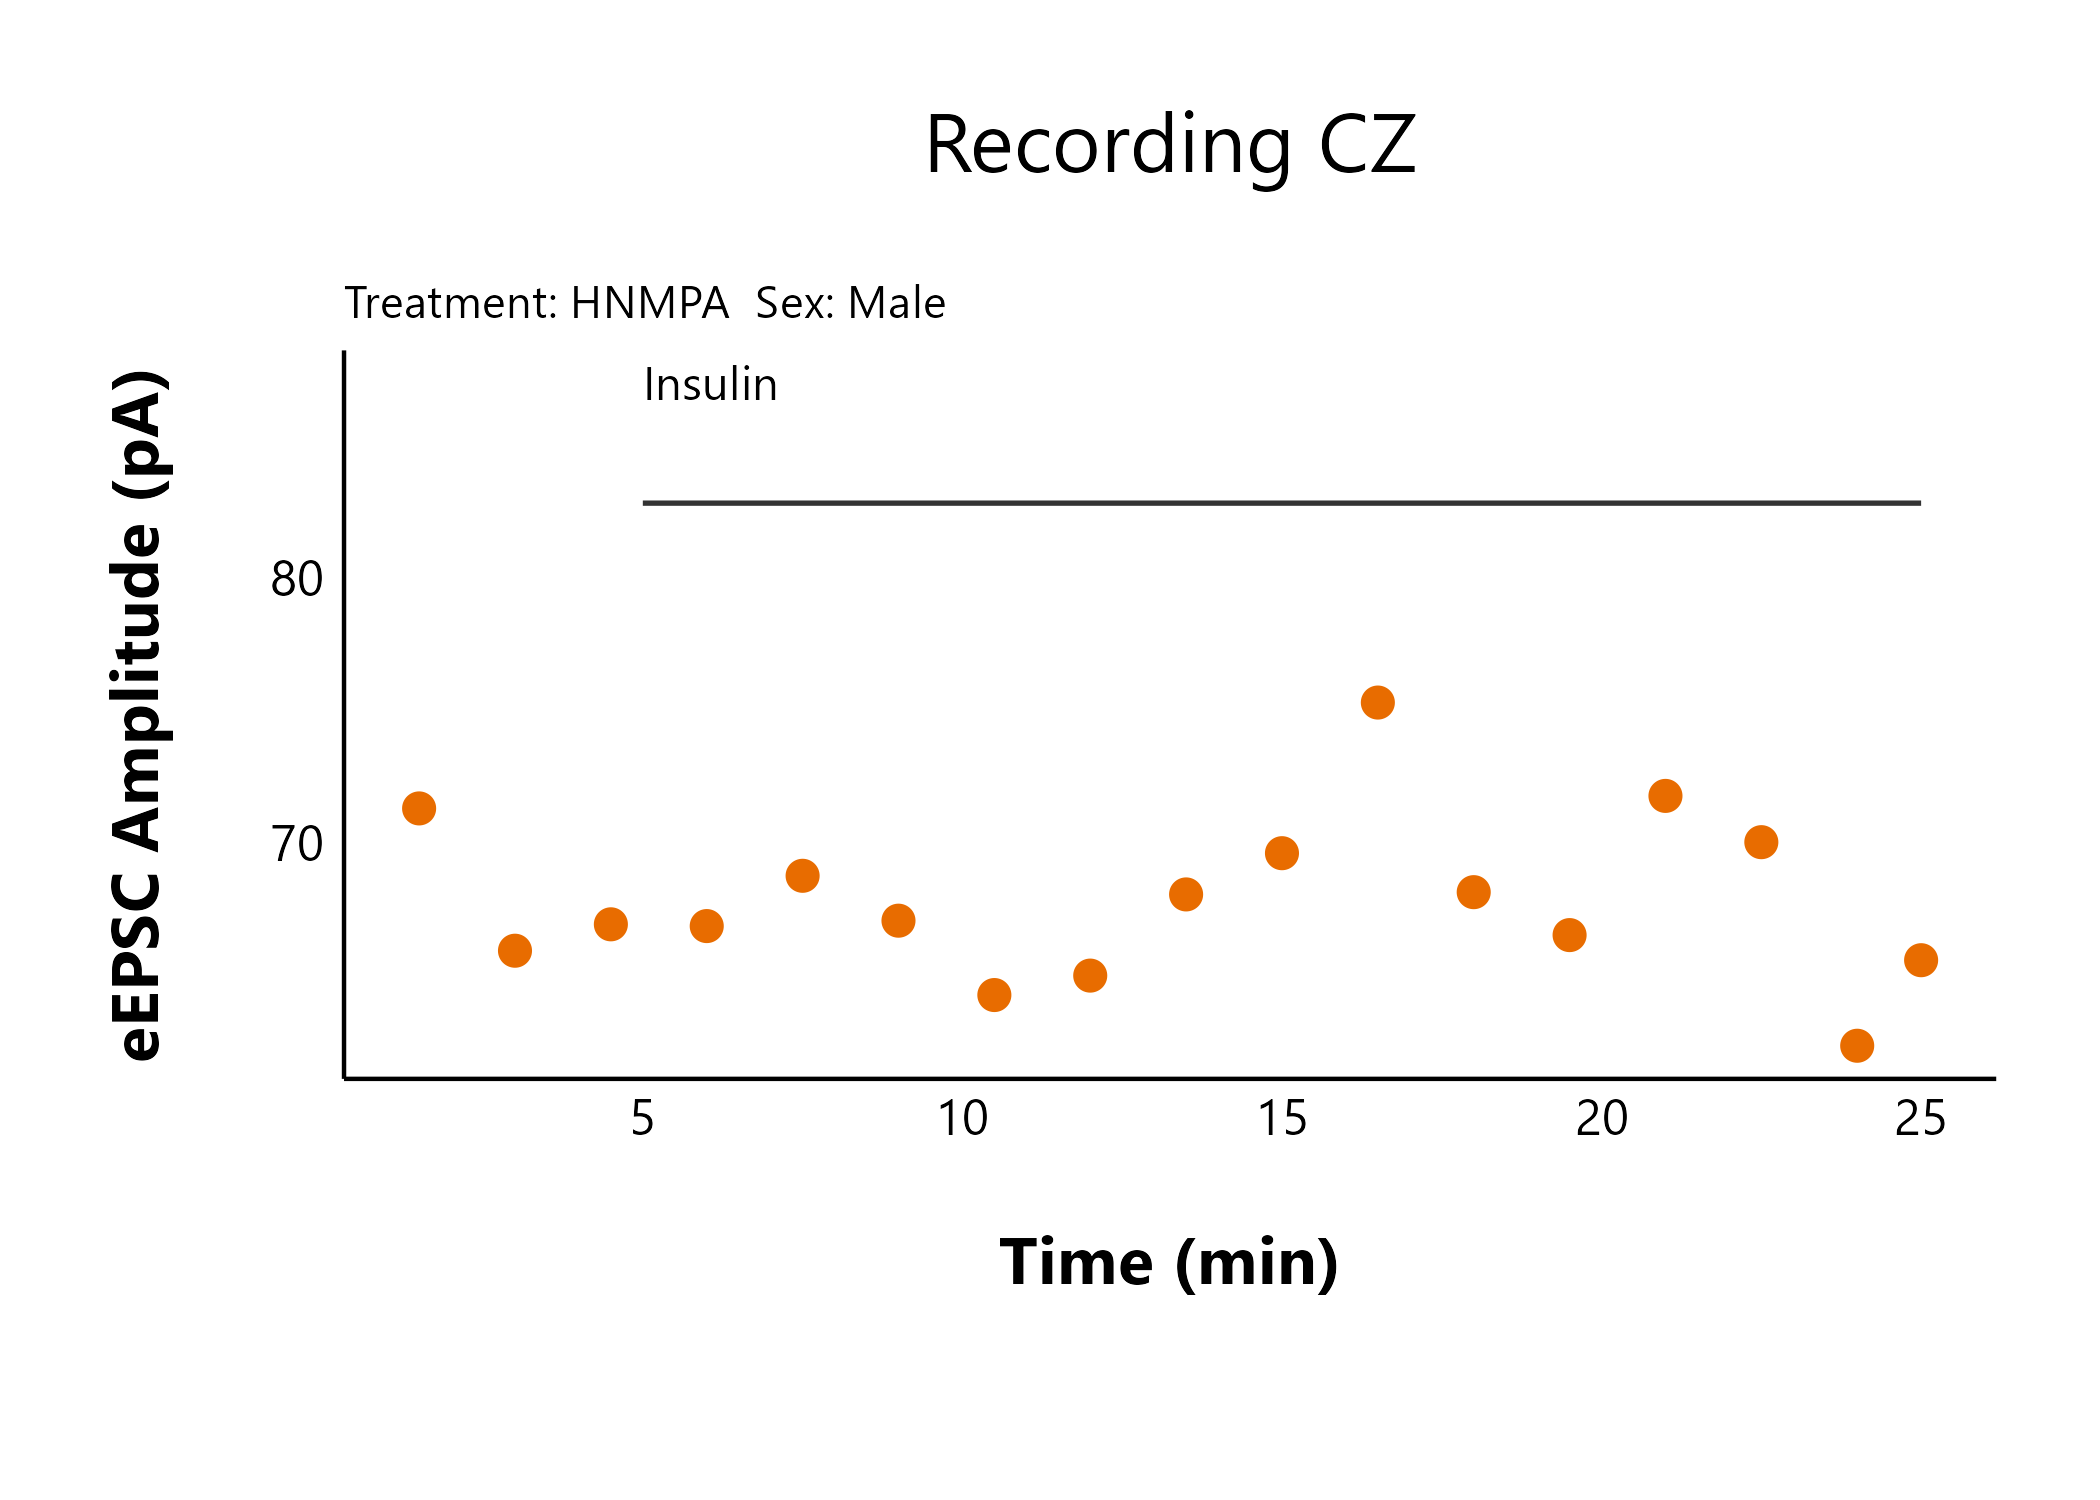 Recording CZ
Treatment: HNMPA  Sex: Male
Insulin
eEPSC Amplitude (pA)
80
70
5 10 15 20 25
Time (min)